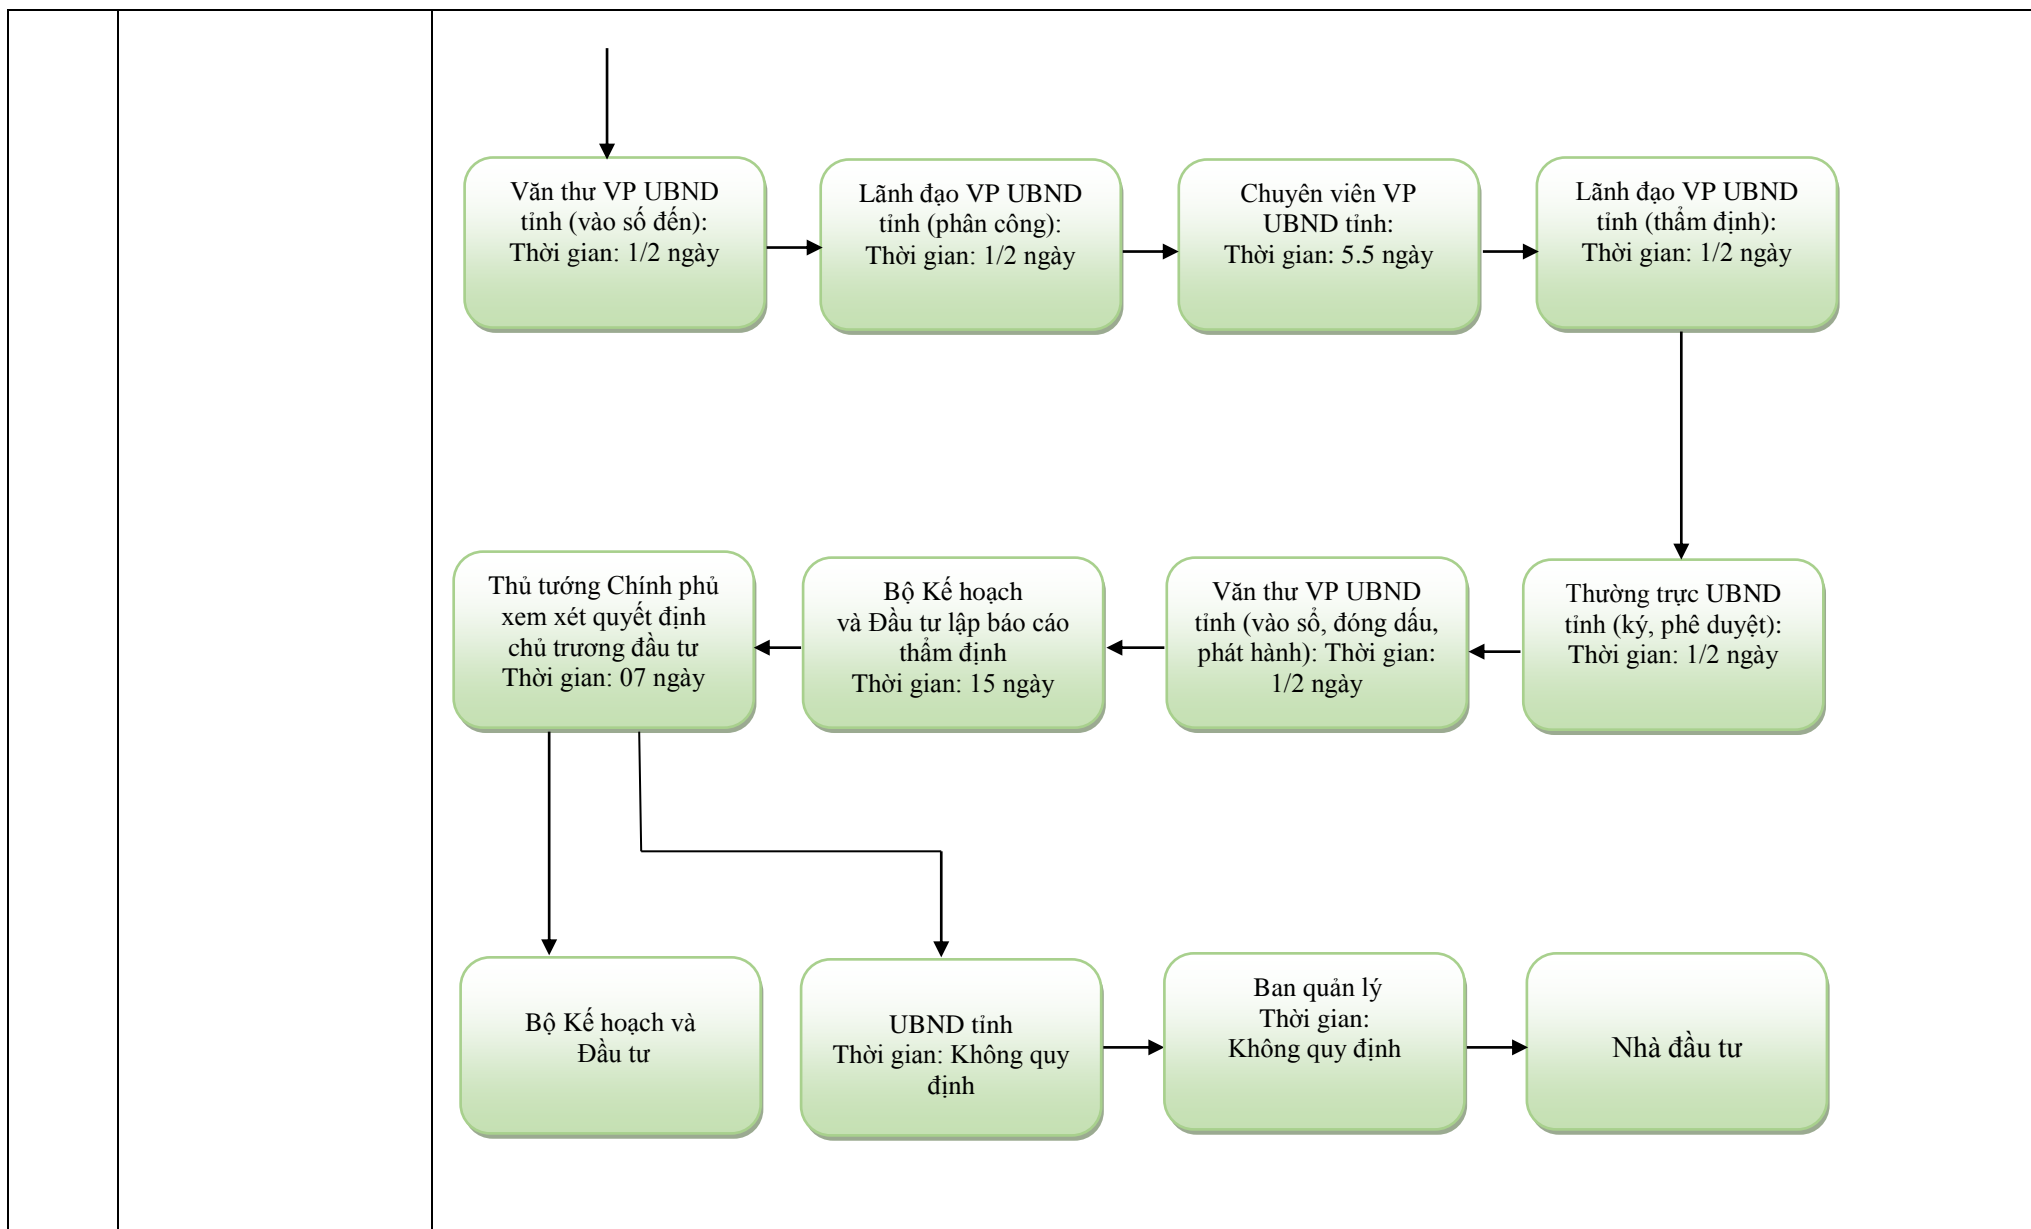 Văn thư VP UBND
tỉnh (vào số đến):
Thời gian: 1/2 ngày
Lãnh đạo VP UBND
tỉnh (phân công):
Thời gian: 1/2 ngày
Chuyên viên VP
UBND tỉnh:
Thời gian: 5.5 ngày
Lãnh đạo VP UBND
tỉnh (thẩm định):
Thời gian: 1/2 ngày
Thủ tướng Chính phủ
xem xét quyết định
chủ trương đầu tư
Thời gian: 07 ngày
Bộ Kế hoạch
và Đầu tư lập báo cáo
thẩm định
Thời gian: 15 ngày
Văn thư VP UBND
tỉnh (vào sổ, đóng dấu,
phát hành): Thời gian:
1/2 ngày
Thường trực UBND
tỉnh (ký, phê duyệt):
Thời gian: 1/2 ngày
Bộ Kế hoạch và
Đầu tư
UBND tỉnh
Thời gian: Không quy
định
Ban quản lý
Thời gian:
Không quy định
Nhà đầu tư